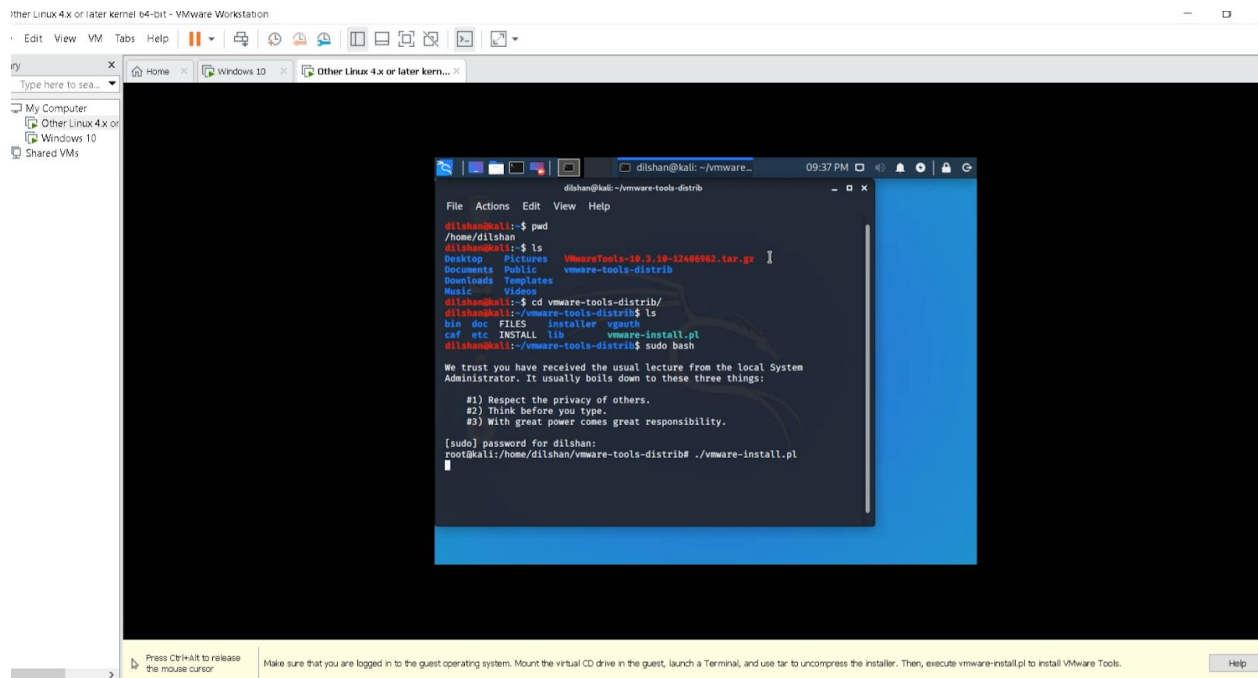 Other Linux 4.x or later kernel 64-bit - VMware Workstation
Edit View VM Tabs Help
Type here to sea...
Home
Windows 10
Other Linux 4.x or later kern...
My Computer
Other Linux 4.x or
Windows 10
Shared VMs
dilshan@kali: ~/vmware...
09:37 PM
dilshan@kali: ~/vmware-tools-distrib
File Actions Edit View Help
dilshan@kali:~$ pwd
/home/dilshan
dilshan@kali:~$ ls
Desktop Pictures VMwareTools-10.3.10-12406962.tar.gz
Documents Public vmware-tools-distrib
Downloads Templates
Music Videos
dilshan@kali:~$ cd vmware-tools-distrib/
dilshan@kali:~/vmware-tools-distrib$ ls
bin doc FILES installer vgauth
caf etc INSTALL lib vmware-install.pl
dilshan@kali:~/vmware-tools-distrib$ sudo bash
We trust you have received the usual lecture from the local System
Administrator. It usually boils down to these three things:
#1) Respect the privacy of others.
#2) Think before you type.
#3) With great power comes great responsibility.
[sudo] password for dilshan:
root@kali:/home/dilshan/vmware-tools-distrib# ./vmware-install.pl
Press Ctrl+Alt to release
the mouse cursor
Make sure that you are logged in to the guest operating system. Mount the virtual CD drive in the guest, launch a Terminal, and use tar to uncompress the installer. Then, execute vmware-install.pl to install VMware Tools.
Help